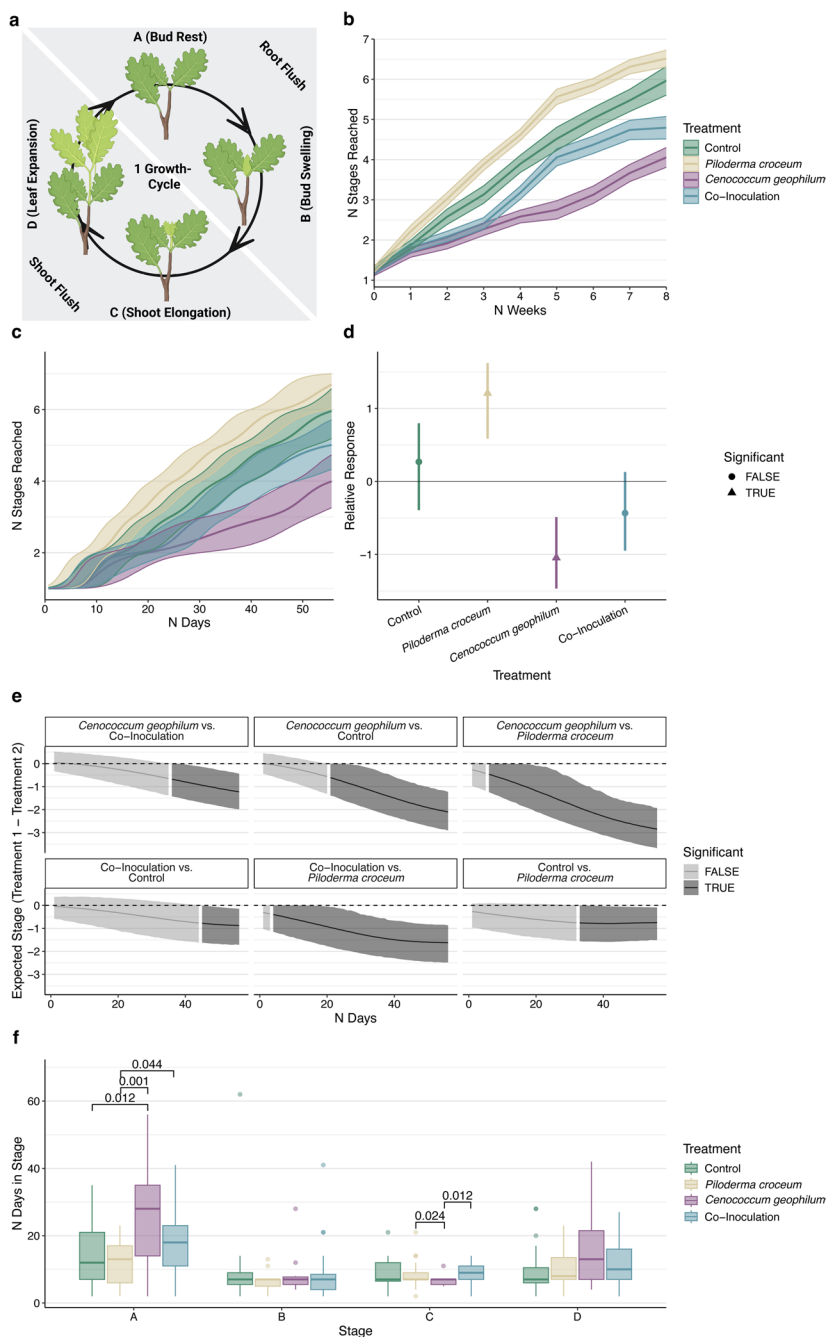 a
A (Bud Rest)
Root Flush
D (Leaf Expansion)
1 Growth-
Cycle
B (Bud Swelling)
Shoot Flush
C (Shoot Elongation)
b
N Stages Reached
7
6
5
4
3
2
1
0 1 2 3 4 5 6 7 8
N Weeks
Treatment
Control
Piloderma croceum
Cenococcum geophilum
Co-Inoculation
c
N Stages Reached
6
4
2
0 10 20 30 40 50
N Days
d
Relative Response
1
0
−1
Control
Piloderma croceum
Cenococcum geophilum
Co-Inoculation
Treatment
Significant
FALSE
TRUE
e
Expected Stage (Treatment 1 − Treatment 2)
Cenococcum geophilum vs.
Co−Inoculation
Cenococcum geophilum vs.
Control
Cenococcum geophilum vs.
Piloderma croceum
0
−1
−2
−3
Co−Inoculation vs.
Control
Co−Inoculation vs.
Piloderma croceum
Control vs.
Piloderma croceum
0
−1
−2
−3
0 20 40 0 20 40 0 20 40
N Days
Significant
FALSE
TRUE
f
N Days in Stage
60
40
20
0
0.044
0.001
0.012
0.012
0.024
A B C D
Stage
Treatment
Control
Piloderma croceum
Cenococcum geophilum
Co−Inoculation